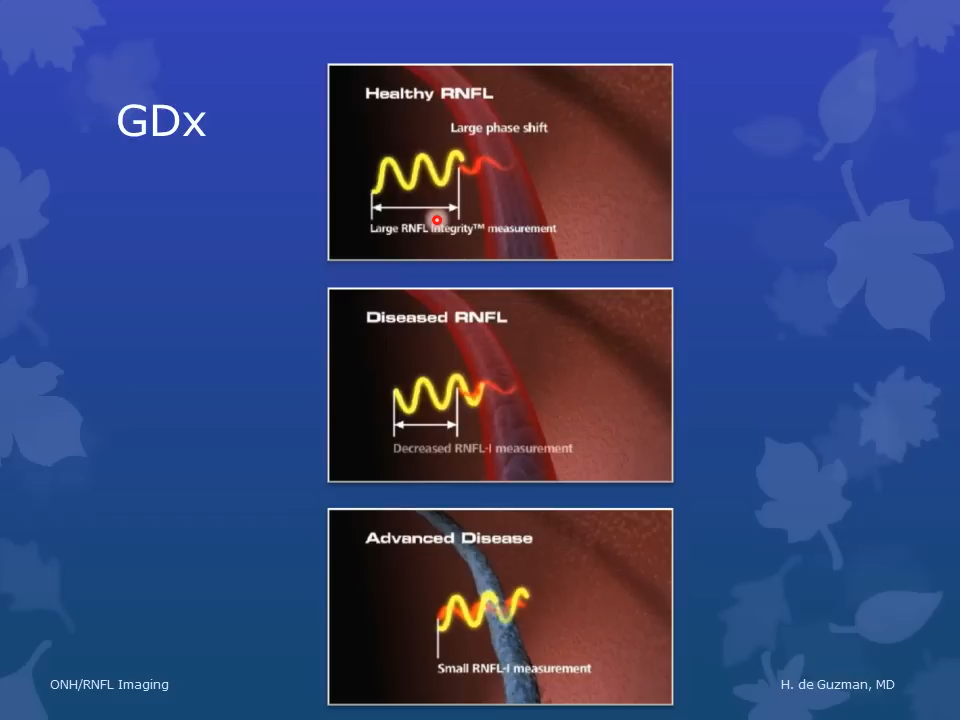 GDx
Healthy RNFL
Large phase shift
Large RNFL Integrity™ measurement
Diseased RNFL
Decreased RNFL-I measurement
Advanced Disease
Small RNFL-I measurement
ONH/RNFL Imaging
H. de Guzman, MD